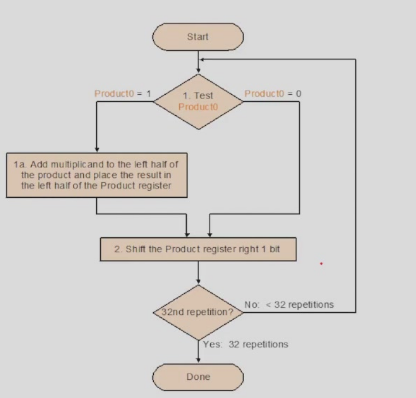 Start
Product0 = 1
1. Test
Product0
Product0 = 0
1a. Add multiplicand to the left half of
the product and place the result in
the left half of the Product register
2. Shift the Product register right 1 bit
32nd repetition?
No: < 32 repetitions
Yes: 32 repetitions
Done